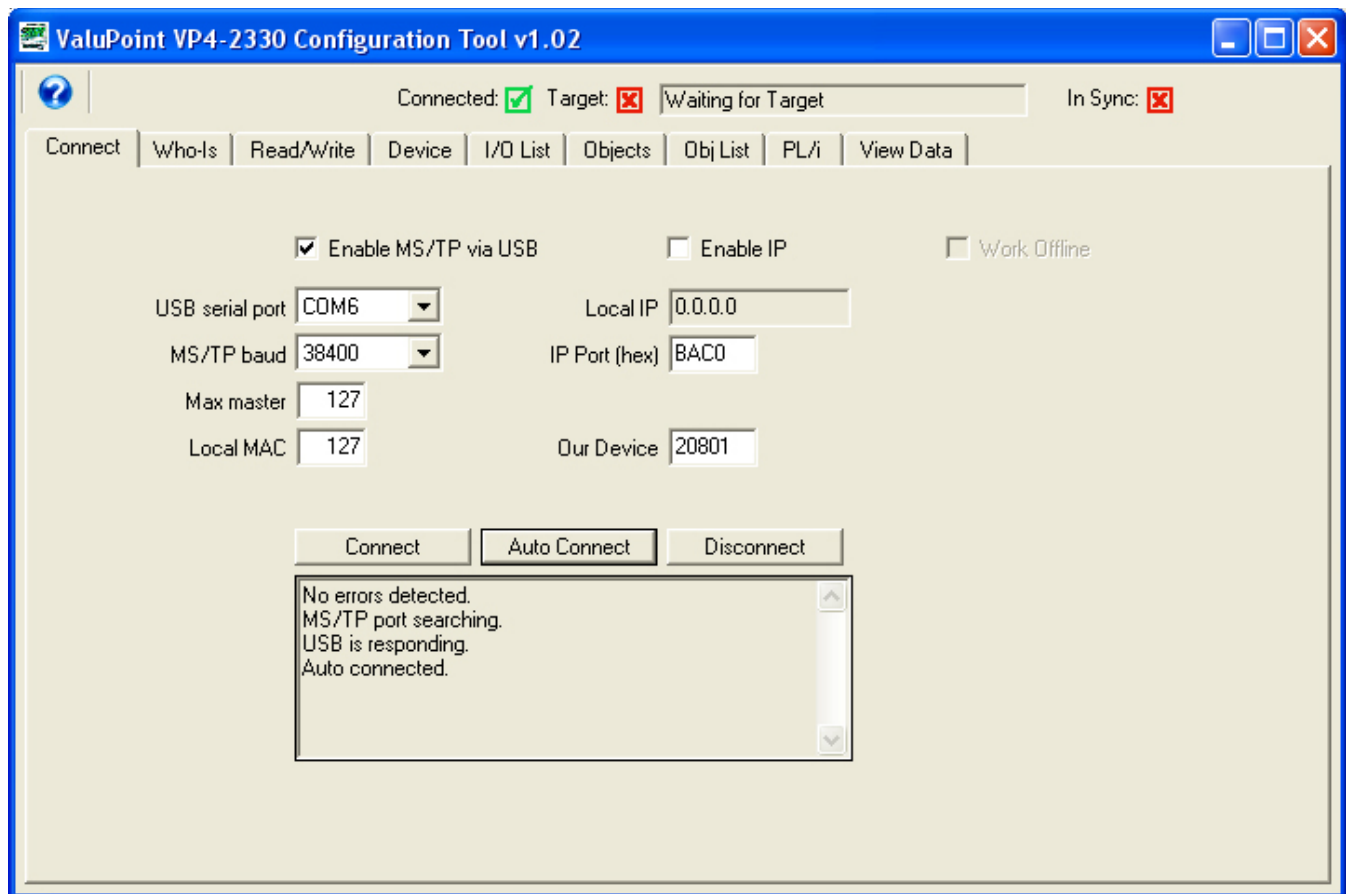 ValuPoint VP4-2330 Configuration Tool v1.02
Connected: Target: Waiting for Target In Sync:
Connect Who-Is Read/Write Device I/O List Objects Obj List PL/i View Data
Enable MS/TP via USB Enable IP Work Offline
USB serial port COM6 Local IP 0.0.0.0
MS/TP baud 38400 IP Port (hex) BAC0
Max master 127
Local MAC 127 Our Device 20801
Connect Auto Connect Disconnect
No errors detected.
MS/TP port searching.
USB is responding.
Auto connected.